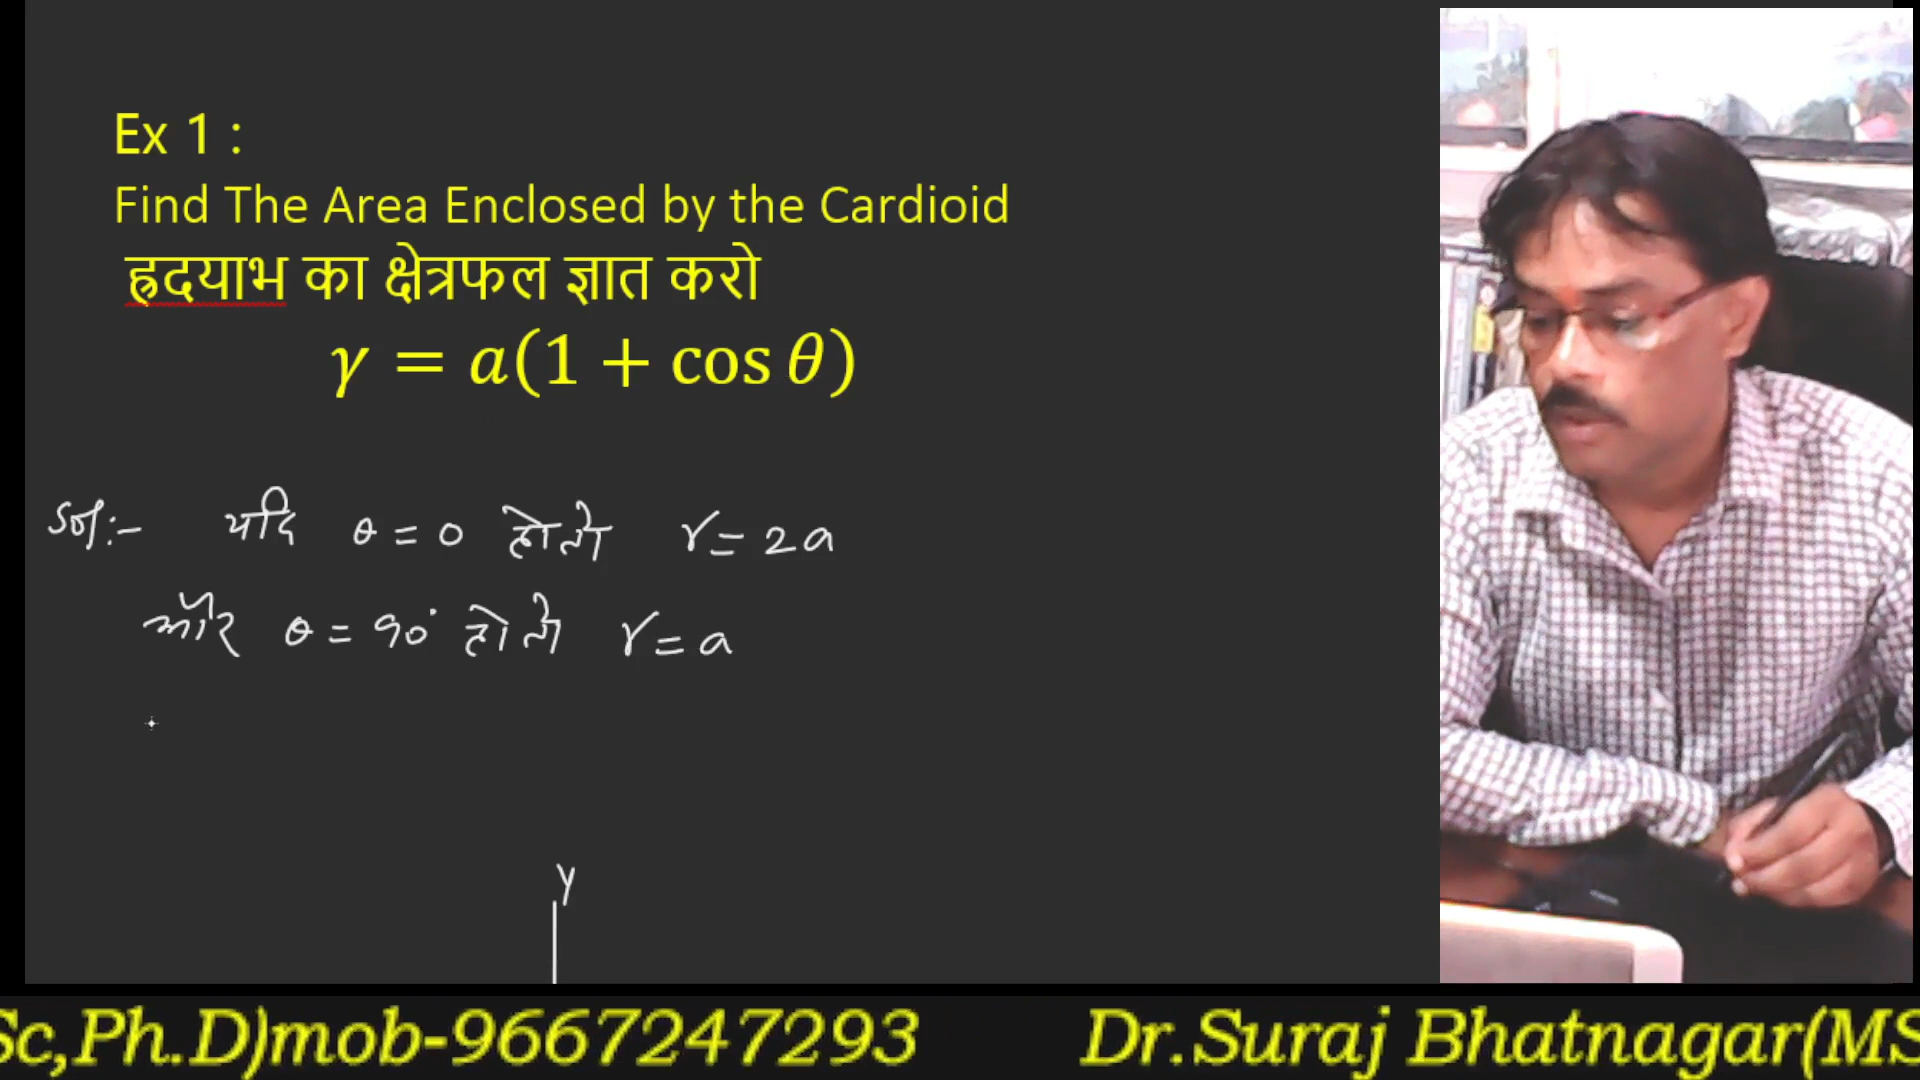 Ex 1 :
Find The Area Enclosed by the Cardioid
ह्रदयाभ का क्षेत्रफल ज्ञात करो
γ = a(1 + cos θ)
Sol:- यदि θ = 0 हो तो r = 2a
और θ = 90° हो तो r = a
y
Sc,Ph.D)mob-9667247293 Dr.Suraj Bhatnagar(MS